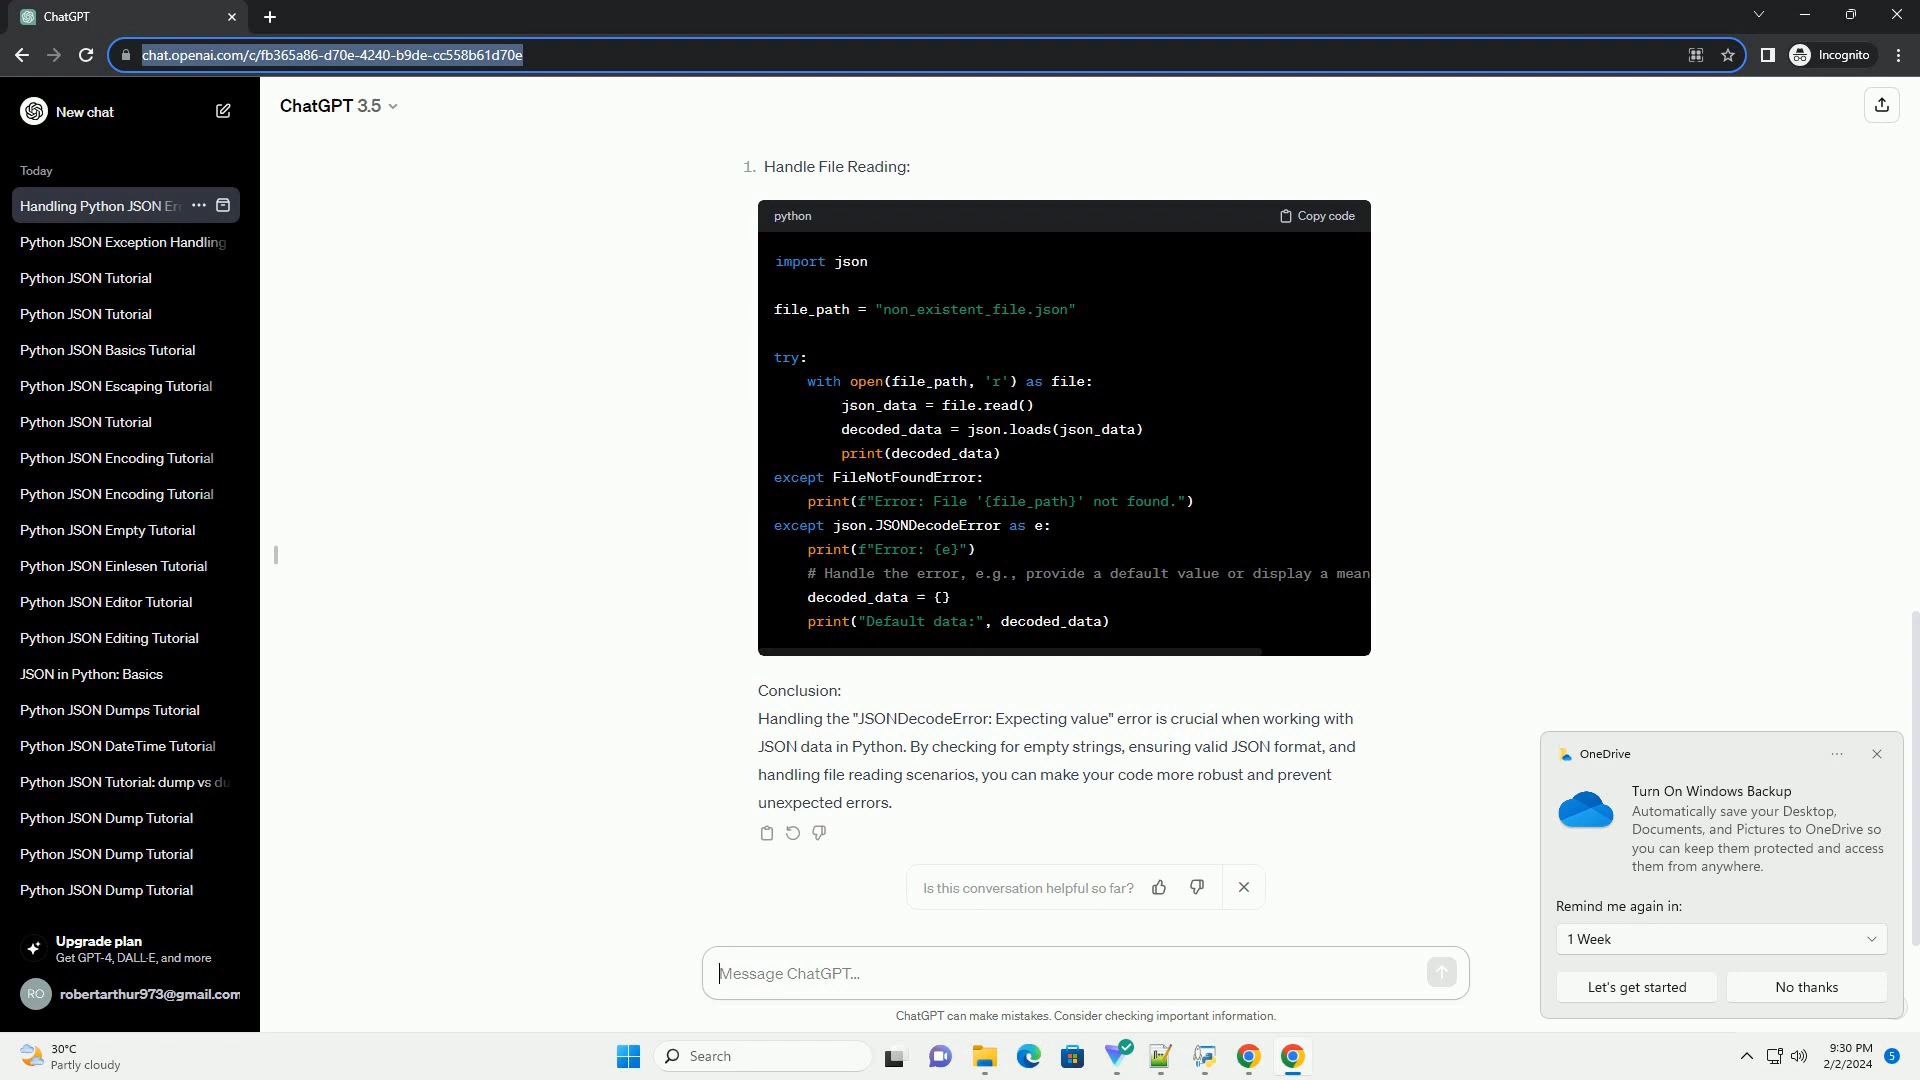 ChatGPT
chat.openai.com/c/fb365a86-d70e-4240-b9de-cc558b61d70e
Incognito
New chat
ChatGPT 3.5
Today
Handling Python JSON Err
Python JSON Exception Handling
Python JSON Tutorial
Python JSON Tutorial
Python JSON Basics Tutorial
Python JSON Escaping Tutorial
Python JSON Tutorial
Python JSON Encoding Tutorial
Python JSON Encoding Tutorial
Python JSON Empty Tutorial
Python JSON Einlesen Tutorial
Python JSON Editor Tutorial
Python JSON Editing Tutorial
JSON in Python: Basics
Python JSON Dumps Tutorial
Python JSON DateTime Tutorial
Python JSON Tutorial: dump vs du
Python JSON Dump Tutorial
Python JSON Dump Tutorial
Python JSON Dump Tutorial
Upgrade plan
Get GPT-4, DALL·E, and more
RO
robertarthur973@gmail.com
1. Handle File Reading:
python
Copy code
import json
file_path = "non_existent_file.json"
try:
with open(file_path, 'r') as file:
json_data = file.read()
decoded_data = json.loads(json_data)
print(decoded_data)
except FileNotFoundError:
print(f"Error: File '{file_path}' not found.")
except json.JSONDecodeError as e:
print(f"Error: {e}")
# Handle the error, e.g., provide a default value or display a mean
decoded_data = {}
print("Default data:", decoded_data)
Conclusion:
Handling the "JSONDecodeError: Expecting value" error is crucial when working with
JSON data in Python. By checking for empty strings, ensuring valid JSON format, and
handling file reading scenarios, you can make your code more robust and prevent
unexpected errors.
Is this conversation helpful so far?
Message ChatGPT...
ChatGPT can make mistakes. Consider checking important information.
OneDrive
Turn On Windows Backup
Automatically save your Desktop,
Documents, and Pictures to OneDrive so
you can keep them protected and access
them from anywhere.
Remind me again in:
1 Week
Let's get started
No thanks
30°C
Partly cloudy
Search
9:30 PM
2/2/2024
5